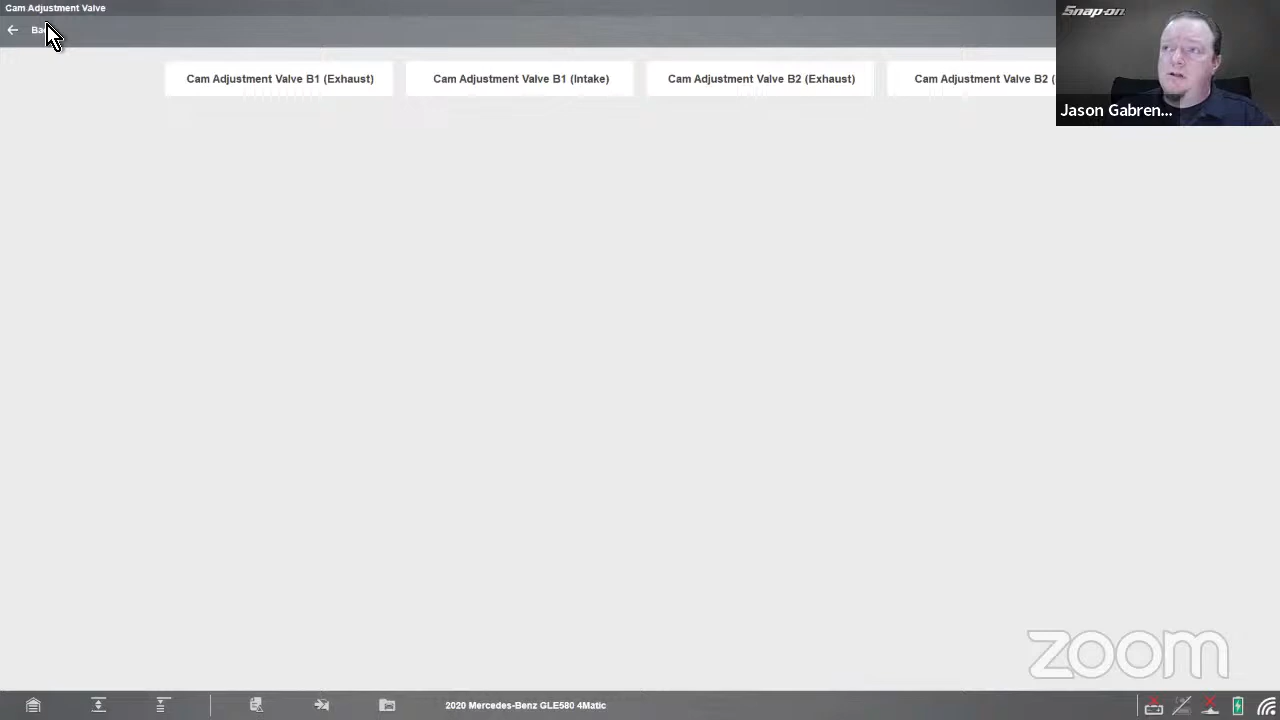 Cam Adjustment Valve
Snap-on
Cam Adjustment Valve B1 (Exhaust)
Cam Adjustment Valve B1 (Intake)
Cam Adjustment Valve B2 (Exhaust)
Cam Adjustment Valve B2 (
Jason Gabren...
zoom
2020 Mercedes-Benz GLE580 4Matic